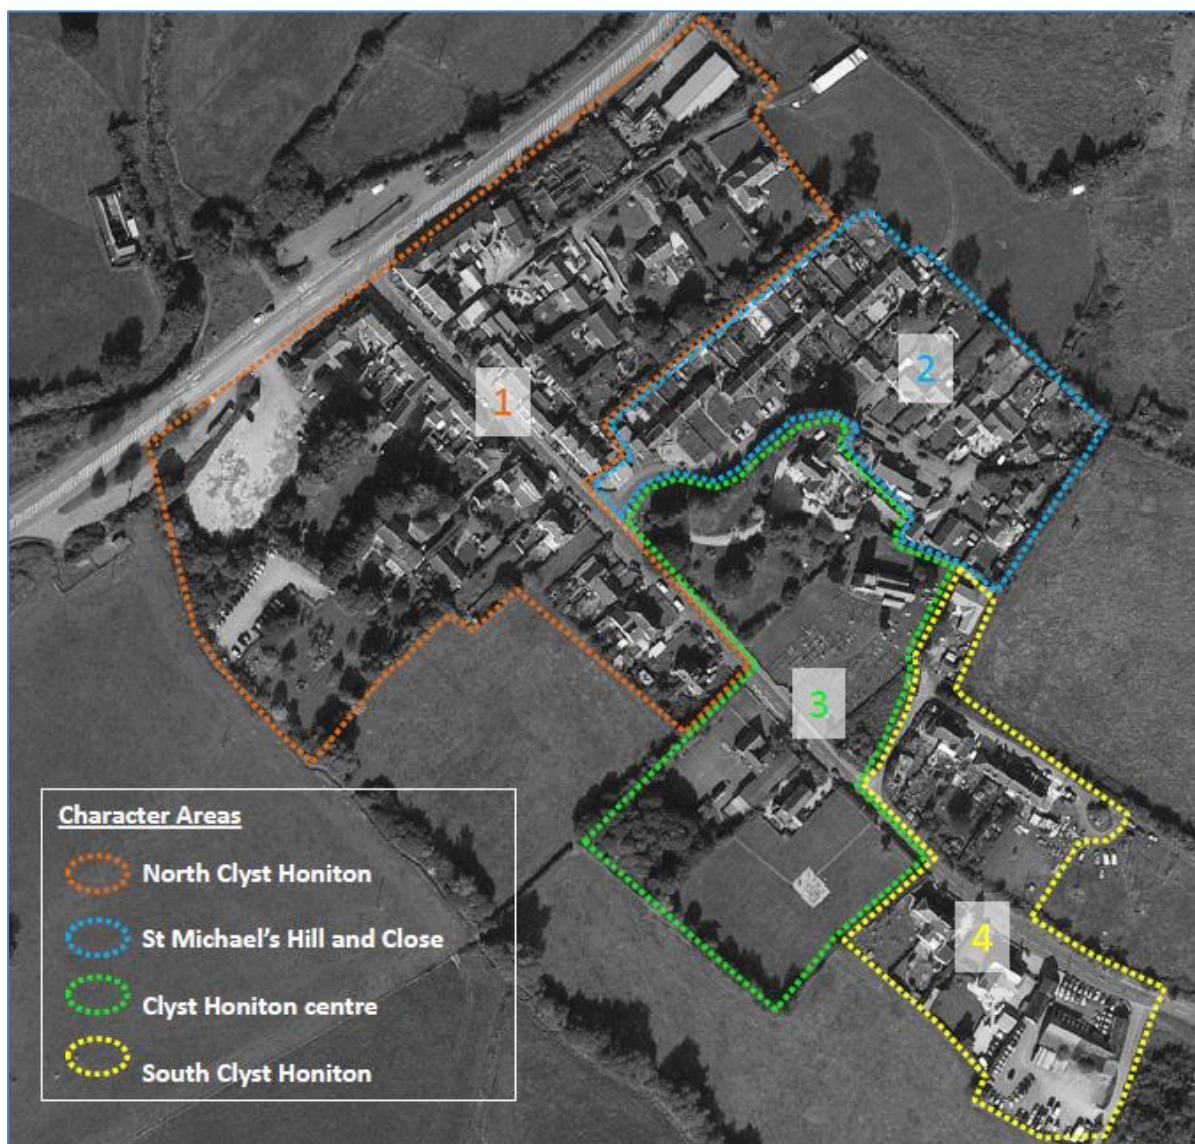 1
2
3
4
Character Areas
North Clyst Honiton
St Michael's Hill and Close
Clyst Honiton centre
South Clyst Honiton